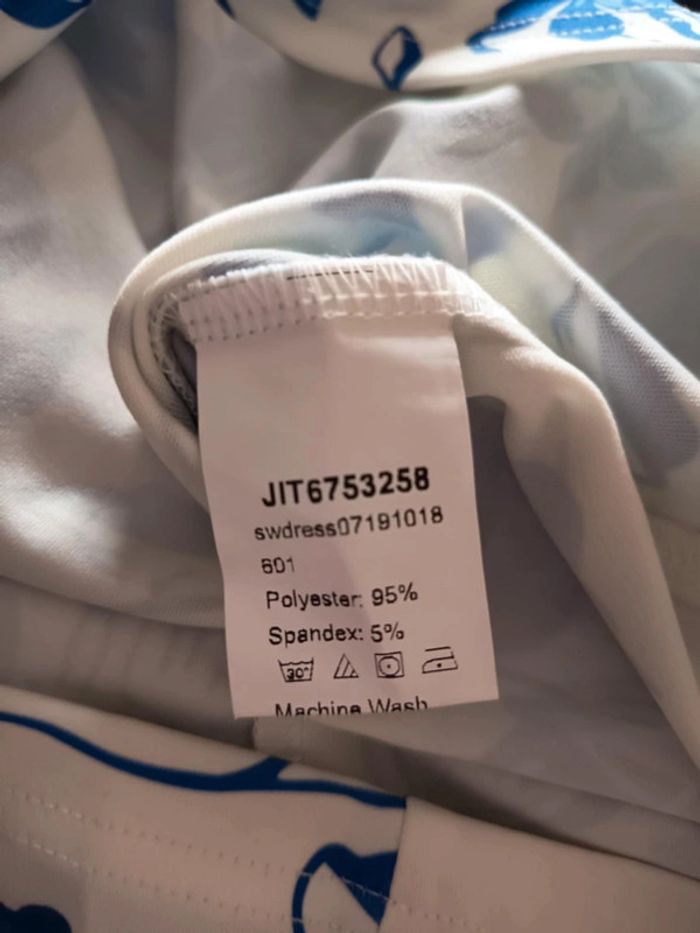 JIT6753258
swdress07191018
601
Polyester: 95%
Spandex: 5%
30°
Machine Wash